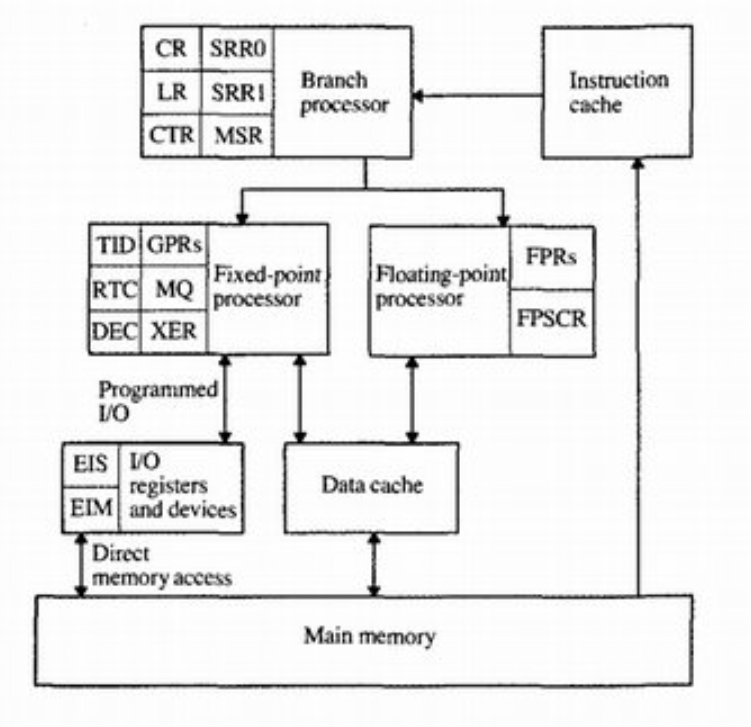 CR SRR0
LR SRR1
CTR MSR
Branch
processor
Instruction
cache
TID GPRs
RTC MQ
DEC XER
Fixed-point
processor
Floating-point
processor
FPRs
FPSCR
Programmed
I/O
EIS
EIM
I/O
registers
and devices
Data cache
Direct
memory access
Main memory